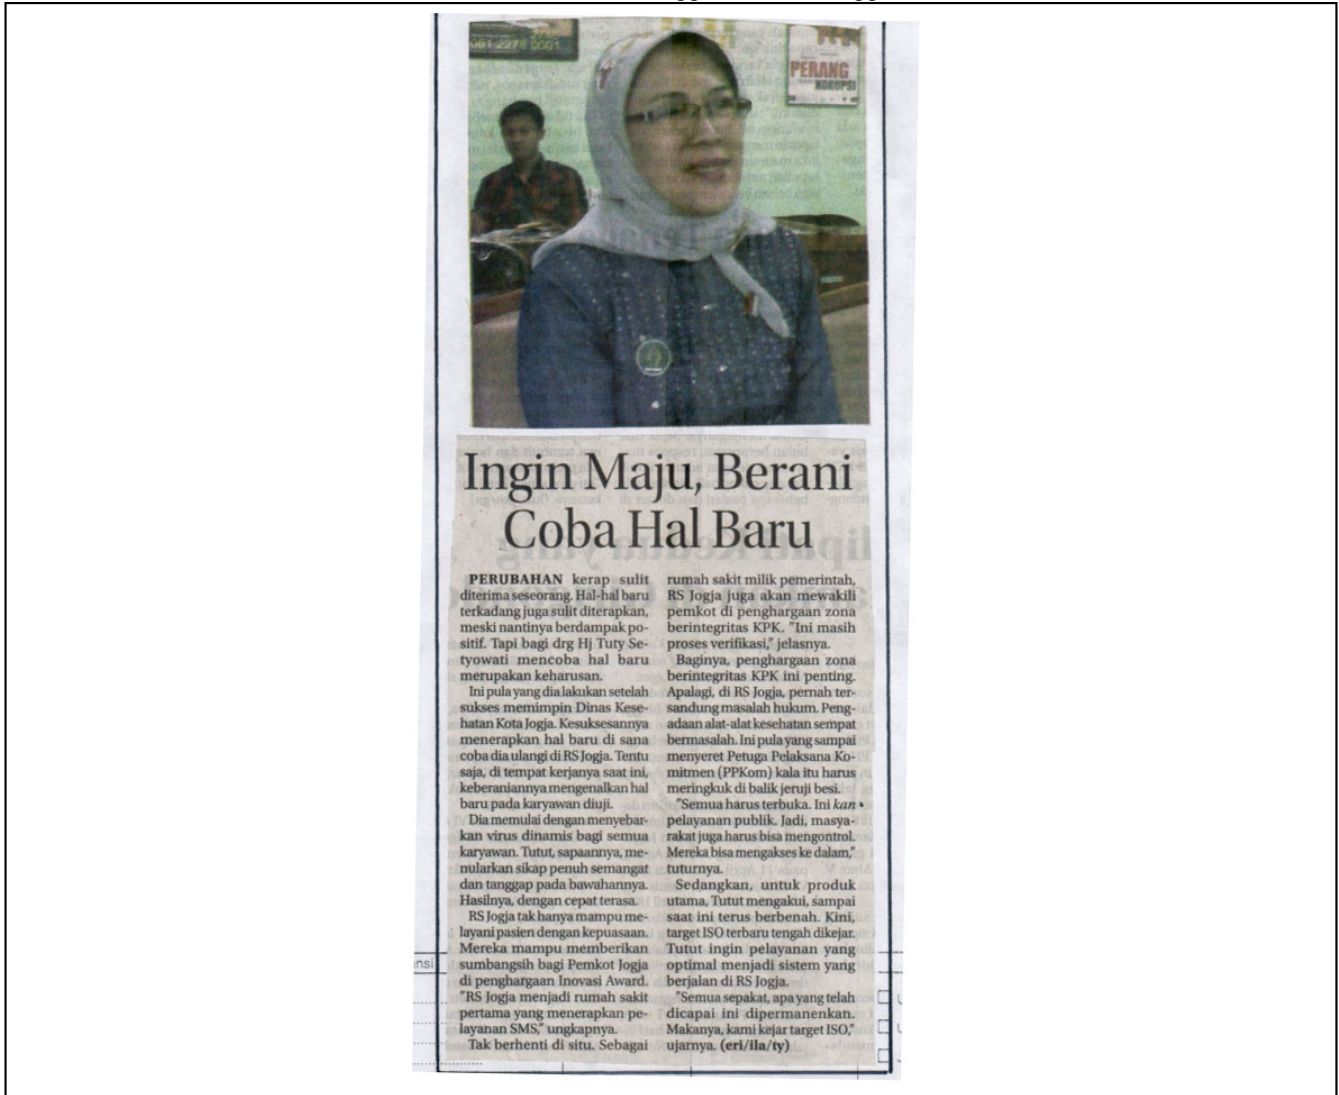 061 2278 0001
PERANG
KORUPSI
Ingin Maju, Berani
Coba Hal Baru
PERUBAHAN kerap sulit
diterima seseorang. Hal-hal baru
terkadang juga sulit diterapkan,
meski nantinya berdampak po-
sitif. Tapi bagi drg Hj Tuty Se-
tyowati mencoba hal baru
merupakan keharusan.
Ini pula yang dia lakukan setelah
sukses memimpin Dinas Kese-
hatan Kota Jogja. Kesuksesannya
menerapkan hal baru di sana
coba dia ulangi di RS Jogja. Tentu
saja, di tempat kerjanya saat ini,
keberaniannya mengenalkan hal
baru pada karyawan diuji.
Dia memulai dengan menyebar-
kan virus dinamis bagi semua
karyawan. Tutut, sapaannya, me-
nularkan sikap penuh semangat
dan tanggap pada bawahannya.
Hasilnya, dengan cepat terasa.
RS Jogja tak hanya mampu me-
layani pasien dengan kepuasaan.
Mereka mampu memberikan
sumbangsih bagi Pemkot Jogja
di penghargaan Inovasi Award.
"RS Jogja menjadi rumah sakit
pertama yang menerapkan pe-
layanan SMS," ungkapnya.
Tak berhenti di situ. Sebagai
rumah sakit milik pemerintah,
RS Jogja juga akan mewakili
pemkot di penghargaan zona
berintegritas KPK. "Ini masih
proses verifikasi," jelasnya.
Baginya, penghargaan zona
berintegritas KPK ini penting.
Apalagi, di RS Jogja, pernah ter-
sandung masalah hukum. Peng-
adaan alat-alat kesehatan sempat
bermasalah. Ini pula yang sampai
menyeret Petuga Pelaksana Ko-
mitmen (PPKom) kala itu harus
meringkuk di balik jeruji besi.
"Semua harus terbuka. Ini kan
pelayanan publik. Jadi, masya-
rakat juga harus bisa mengontrol.
Mereka bisa mengakses ke dalam,"
tuturnya.
Sedangkan, untuk produk
utama, Tutut mengakui, sampai
saat ini terus berbenah. Kini,
target ISO terbaru tengah dikejar.
Tutut ingin pelayanan yang
optimal menjadi sistem yang
berjalan di RS Jogja.
"Semua sepakat, apa yang telah
dicapai ini dipermanenkan.
Makanya, kami kejar target ISO,"
ujarnya. (eri/ila/ty)